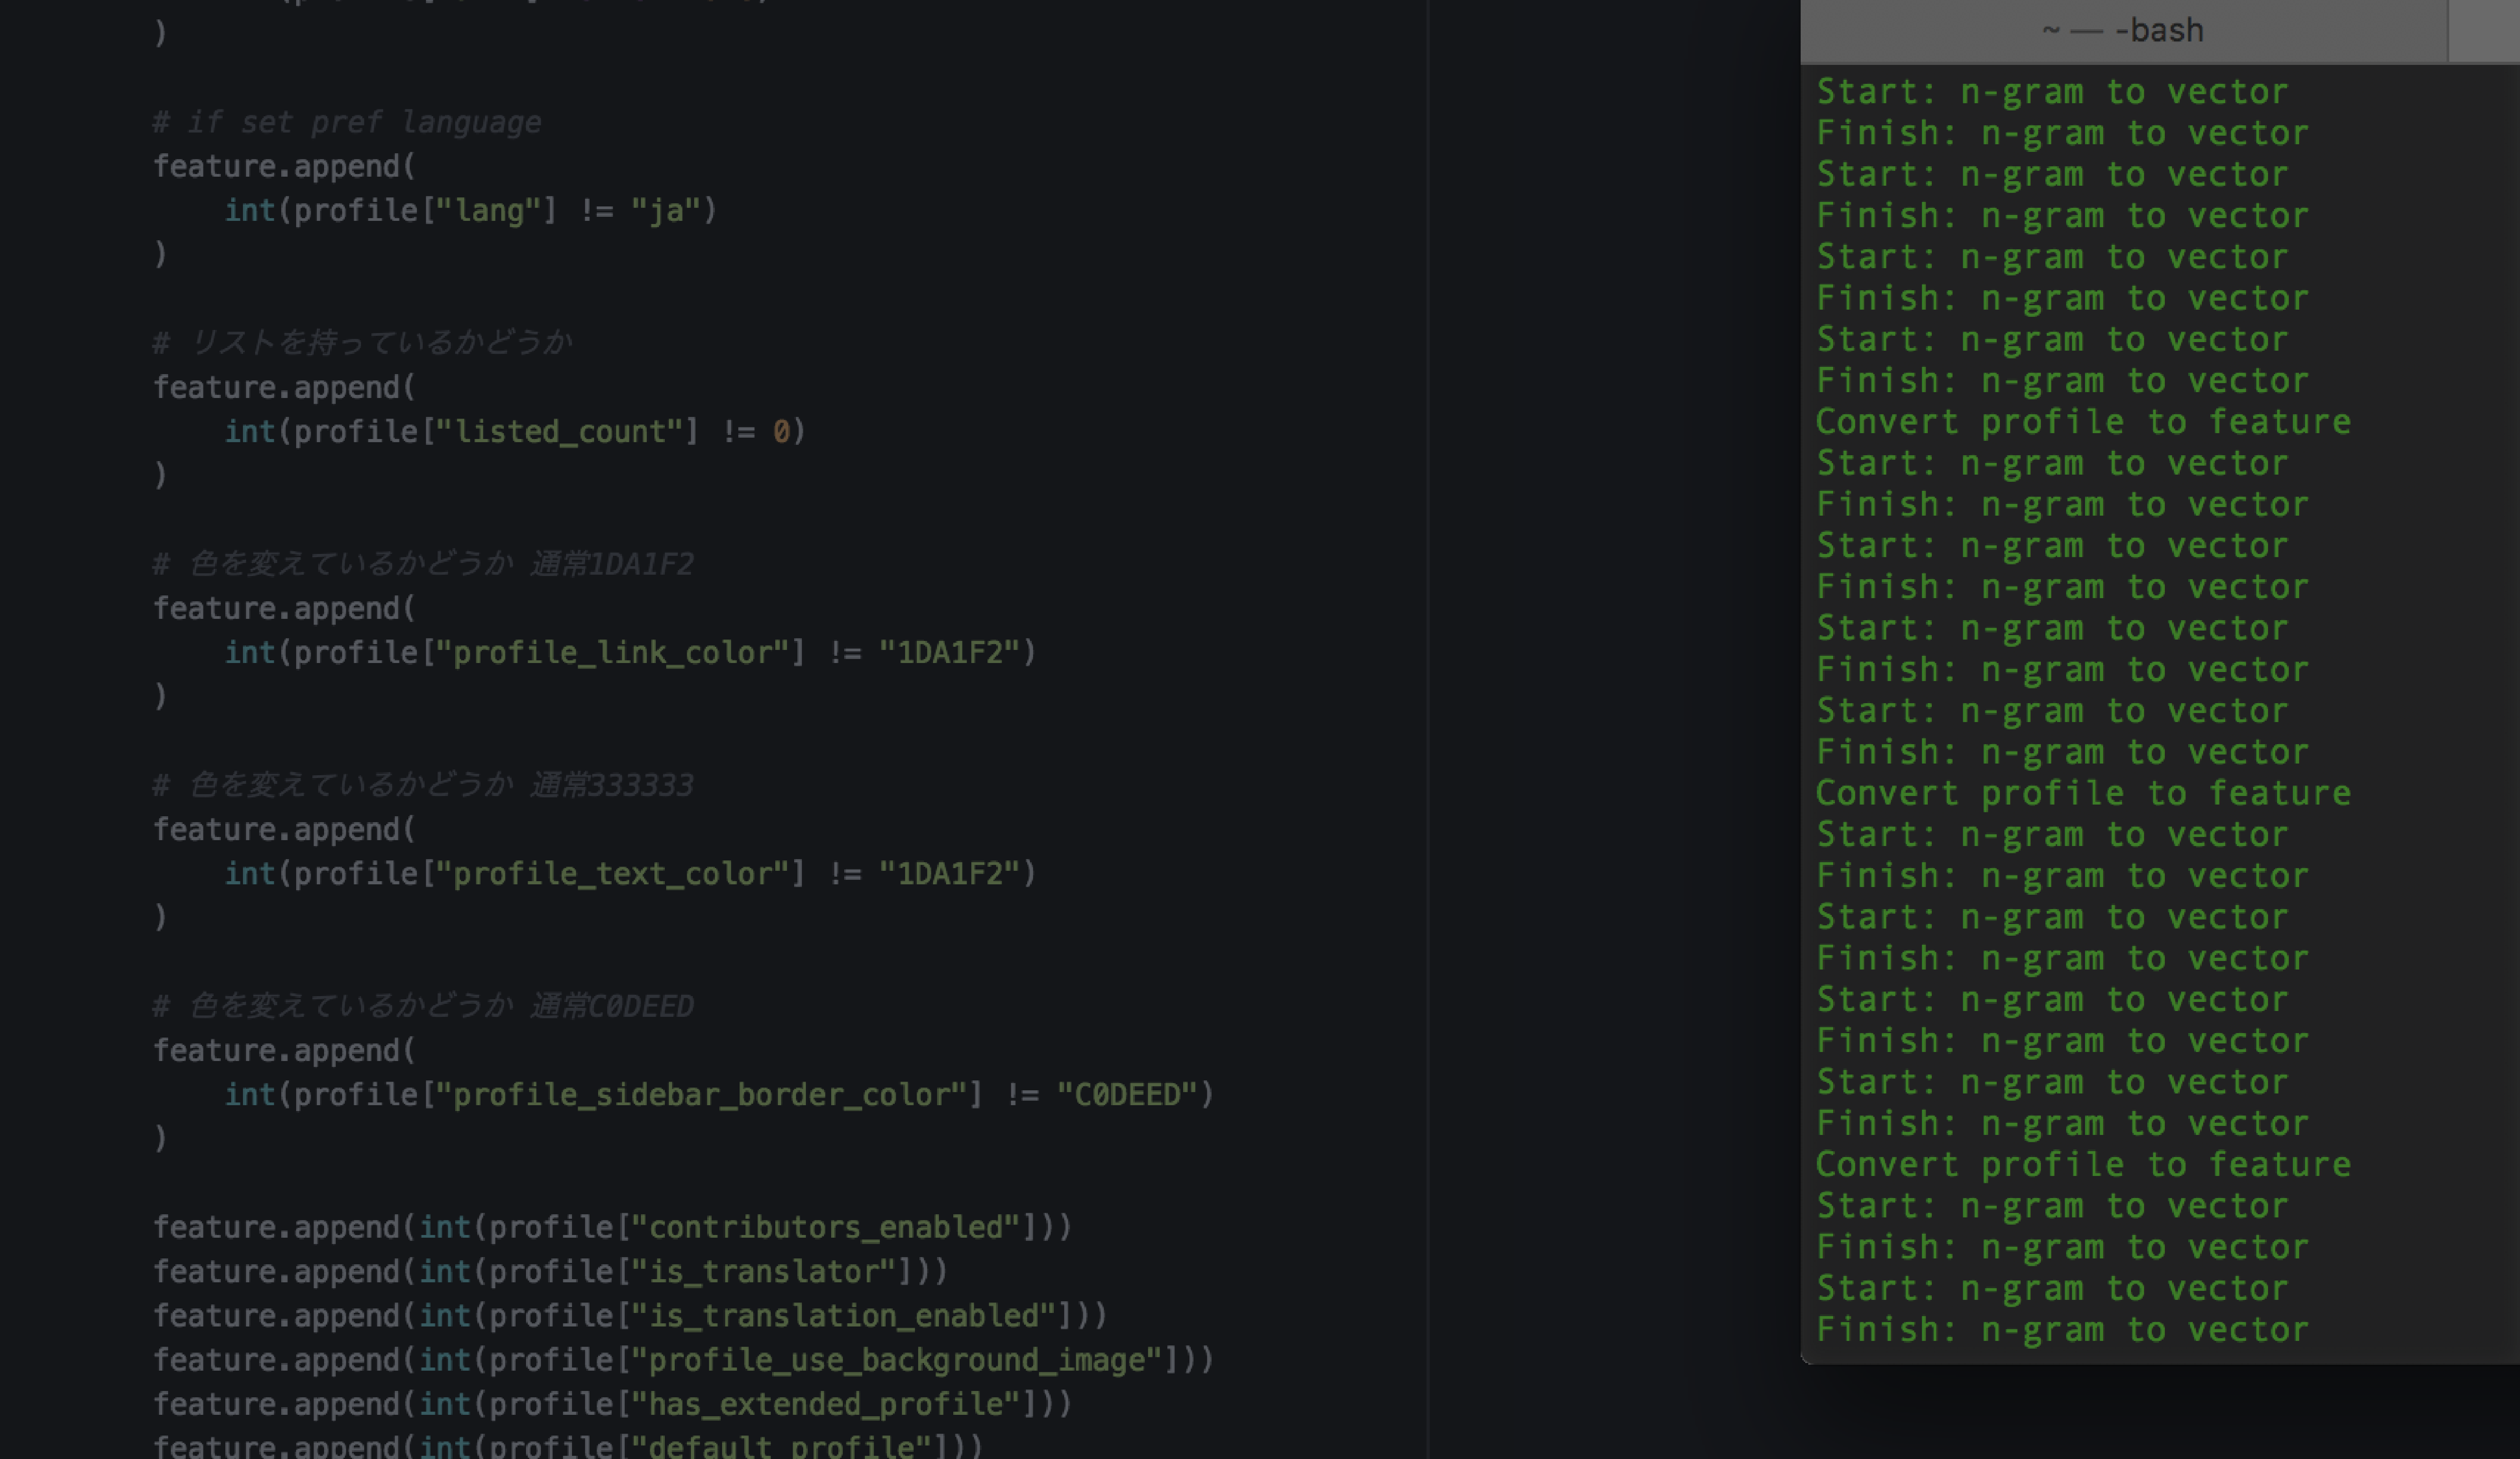 )
# if set pref language
feature.append(
int(profile["lang"] != "ja")
)
# リストを持っているかどうか
feature.append(
int(profile["listed_count"] != 0)
)
# 色を変えているかどうか 通常1DA1F2
feature.append(
int(profile["profile_link_color"] != "1DA1F2")
)
# 色を変えているかどうか 通常333333
feature.append(
int(profile["profile_text_color"] != "1DA1F2")
)
# 色を変えているかどうか 通常C0DEED
feature.append(
int(profile["profile_sidebar_border_color"] != "C0DEED")
)
feature.append(int(profile["contributors_enabled"]))
feature.append(int(profile["is_translator"]))
feature.append(int(profile["is_translation_enabled"]))
feature.append(int(profile["profile_use_background_image"]))
feature.append(int(profile["has_extended_profile"]))
feature.append(int(profile["default_profile"]))
~ — -bash
Start: n-gram to vector
Finish: n-gram to vector
Start: n-gram to vector
Finish: n-gram to vector
Start: n-gram to vector
Finish: n-gram to vector
Start: n-gram to vector
Finish: n-gram to vector
Convert profile to feature
Start: n-gram to vector
Finish: n-gram to vector
Start: n-gram to vector
Finish: n-gram to vector
Start: n-gram to vector
Finish: n-gram to vector
Start: n-gram to vector
Finish: n-gram to vector
Convert profile to feature
Start: n-gram to vector
Finish: n-gram to vector
Start: n-gram to vector
Finish: n-gram to vector
Start: n-gram to vector
Finish: n-gram to vector
Start: n-gram to vector
Finish: n-gram to vector
Convert profile to feature
Start: n-gram to vector
Finish: n-gram to vector
Start: n-gram to vector
Finish: n-gram to vector